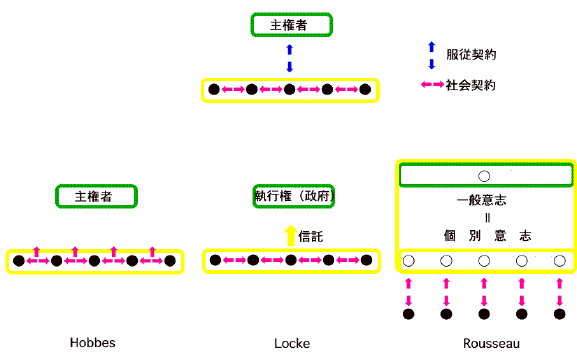 主権者
服従契約
社会契約
主権者
執行権（政府）
信託
一般意志
＝
個別意志
Hobbes
Locke
Rousseau